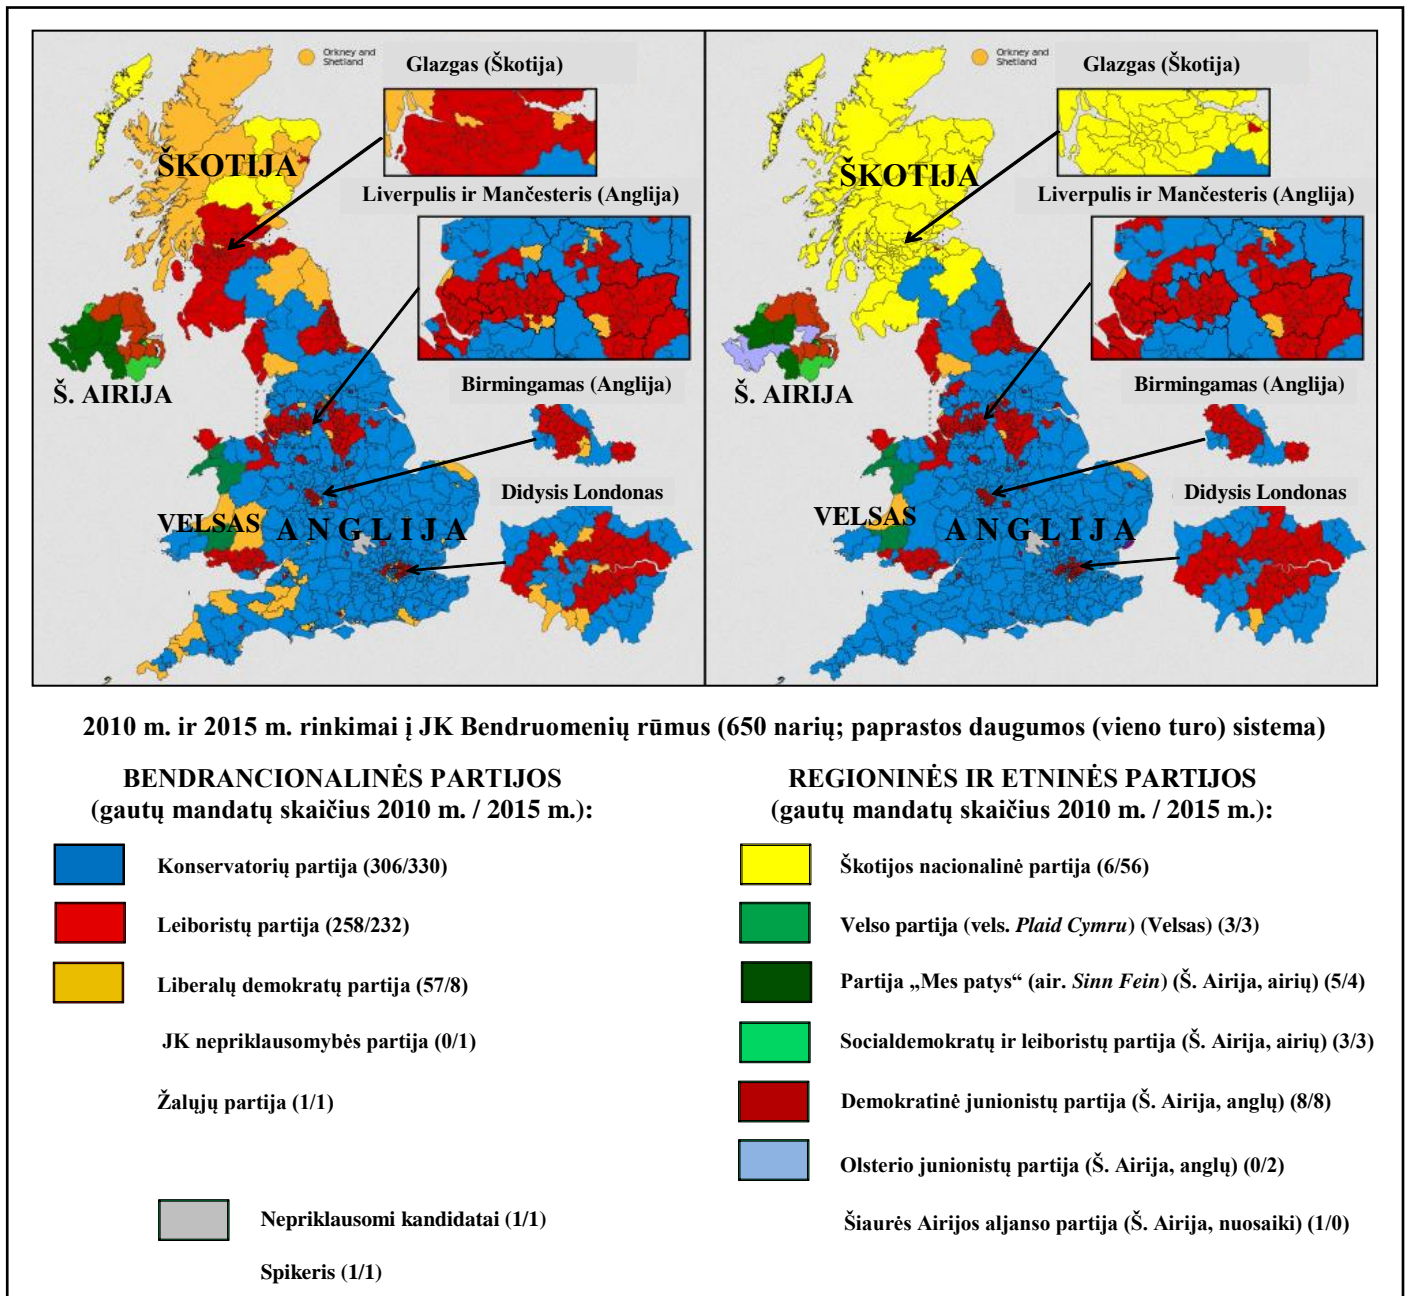 Orkney and
Shetland
Glazgas (Škotija)
ŠKOTIJA
Liverpulis ir Mančesteris (Anglija)
Š. AIRIJA
Birmingamas (Anglija)
Didysis Londonas
VELSAS
A N G L I J A
Orkney and
Shetland
Glazgas (Škotija)
ŠKOTIJA
Liverpulis ir Mančesteris (Anglija)
Š. AIRIJA
Birmingamas (Anglija)
Didysis Londonas
VELSAS
A N G L I J A
2010 m. ir 2015 m. rinkimai į JK Bendruomenių rūmus (650 narių; paprastos daugumos (vieno turo) sistema)
BENDRANCIONALINĖS PARTIJOS
(gautų mandatų skaičius 2010 m. / 2015 m.):
Konservatorių partija (306/330)
Leiboristų partija (258/232)
Liberalų demokratų partija (57/8)
JK nepriklausomybės partija (0/1)
Žalųjų partija (1/1)
Nepriklausomi kandidatai (1/1)
Spikeris (1/1)
REGIONINĖS IR ETNINĖS PARTIJOS
(gautų mandatų skaičius 2010 m. / 2015 m.):
Škotijos nacionalinė partija (6/56)
Velso partija (vels. Plaid Cymru) (Velsas) (3/3)
Partija „Mes patys“ (air. Sinn Fein) (Š. Airija, airių) (5/4)
Socialdemokratų ir leiboristų partija (Š. Airija, airių) (3/3)
Demokratinė junionistų partija (Š. Airija, anglų) (8/8)
Olsterio junionistų partija (Š. Airija, anglų) (0/2)
Šiaurės Airijos aljanso partija (Š. Airija, nuosaiki) (1/0)